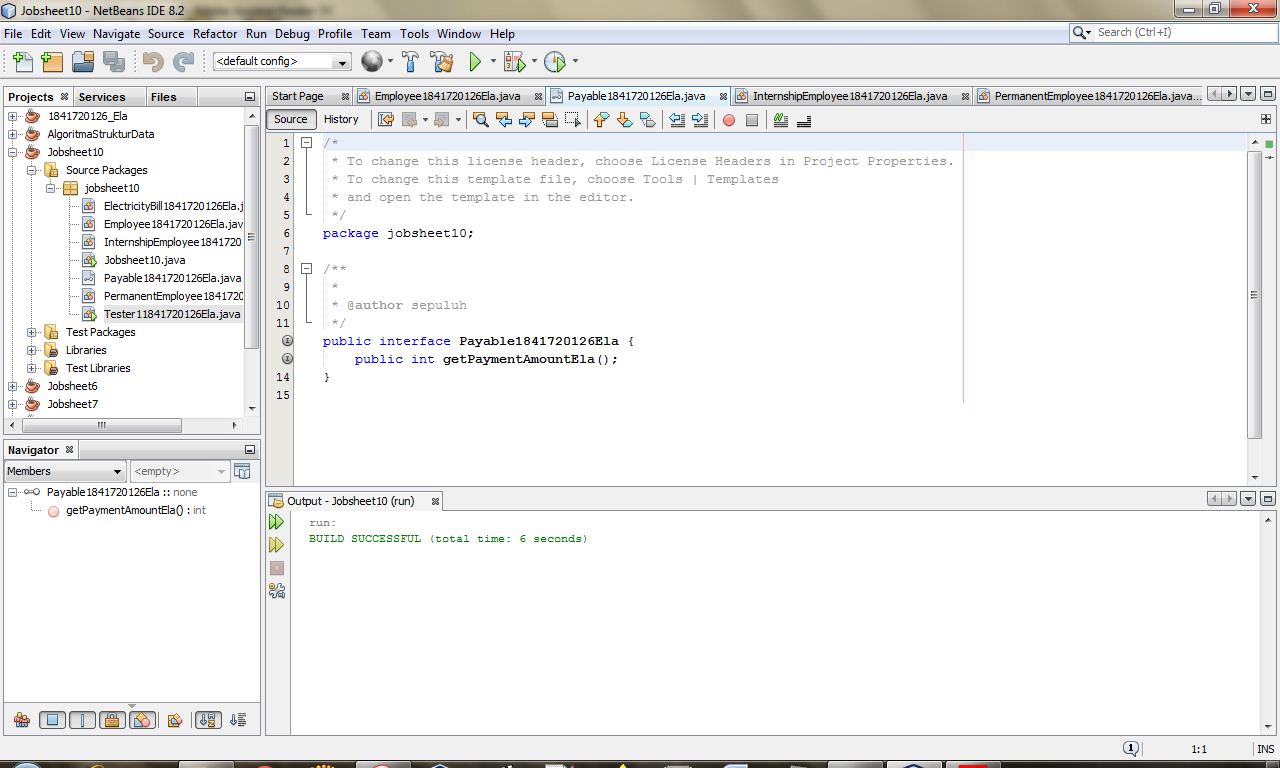 Jobsheet10 - NetBeans IDE 8.2
File Edit View Navigate Source Refactor Run Debug Profile Team Tools Window Help
Search (Ctrl+I)
<default config>
Projects Services Files
1841720126_Ela
AlgoritmaStrukturData
Jobsheet10
Source Packages
jobsheet10
ElectricityBill1841720126Ela.j
Employee1841720126Ela.jav
InternshipEmployee1841720
Jobsheet10.java
Payable1841720126Ela.java
PermanentEmployee184172
Tester11841720126Ela.java
Test Packages
Libraries
Test Libraries
Jobsheet6
Jobsheet7
Navigator
Members <empty>
Payable1841720126Ela :: none
getPaymentAmountEla() : int
Start Page Employee1841720126Ela.java Payable1841720126Ela.java InternshipEmployee1841720126Ela.java PermanentEmployee1841720126Ela.java...
Source History
1 /*
2 * To change this license header, choose License Headers in Project Properties.
3 * To change this template file, choose Tools | Templates
4 * and open the template in the editor.
5 */
6 package jobsheet10;
7
8 /**
9 *
10 * @author sepuluh
11 */
public interface Payable1841720126Ela {
public int getPaymentAmountEla();
14 }
15
Output - Jobsheet10 (run)
run:
BUILD SUCCESSFUL (total time: 6 seconds)
1 1:1 INS